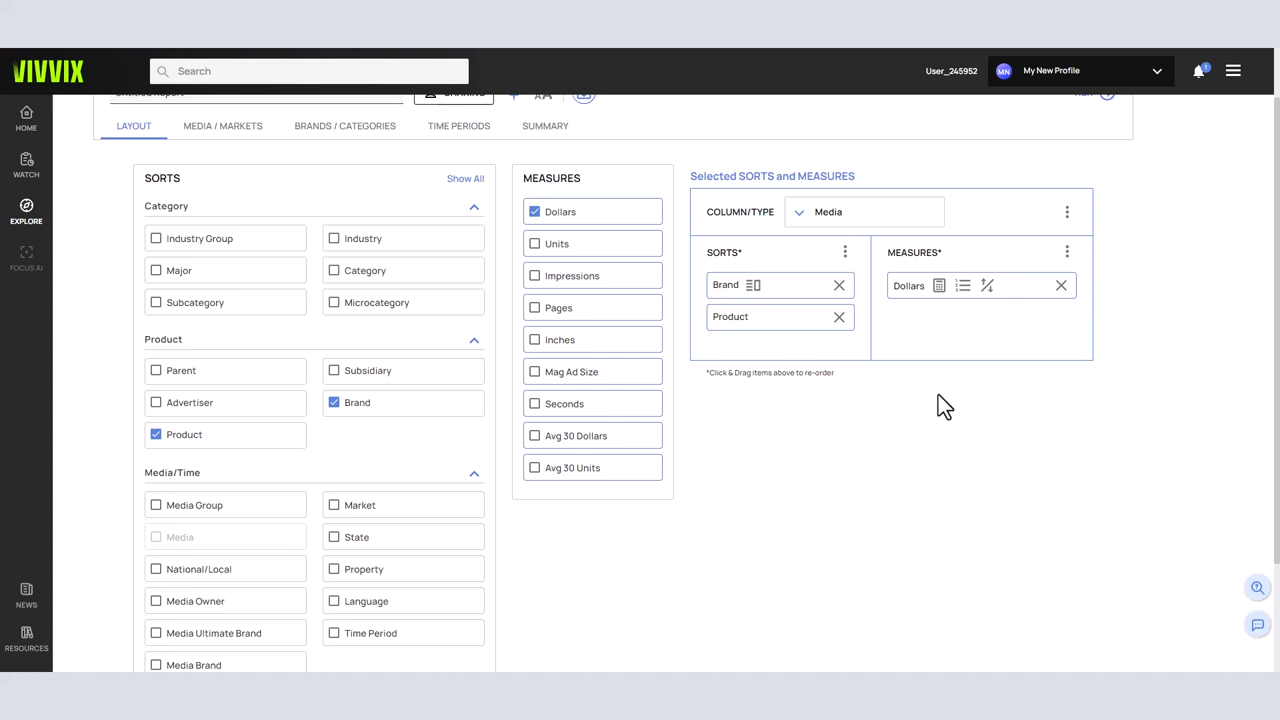 VIVVIX
Search
User_245952
MN
My New Profile
1
HOME
WATCH
EXPLORE
FOCUS AI
NEWS
RESOURCES
LAYOUT
MEDIA / MARKETS
BRANDS / CATEGORIES
TIME PERIODS
SUMMARY
SORTS
Show All
Category
Industry Group
Industry
Major
Category
Subcategory
Microcategory
Product
Parent
Subsidiary
Advertiser
Brand
Product
Media/Time
Media Group
Market
Media
State
National/Local
Property
Media Owner
Language
Media Ultimate Brand
Time Period
Media Brand
MEASURES
Dollars
Units
Impressions
Pages
Inches
Mag Ad Size
Seconds
Avg 30 Dollars
Avg 30 Units
Selected SORTS and MEASURES
COLUMN/TYPE
Media
SORTS*
Brand
Product
MEASURES*
Dollars
*Click & Drag items above to re-order